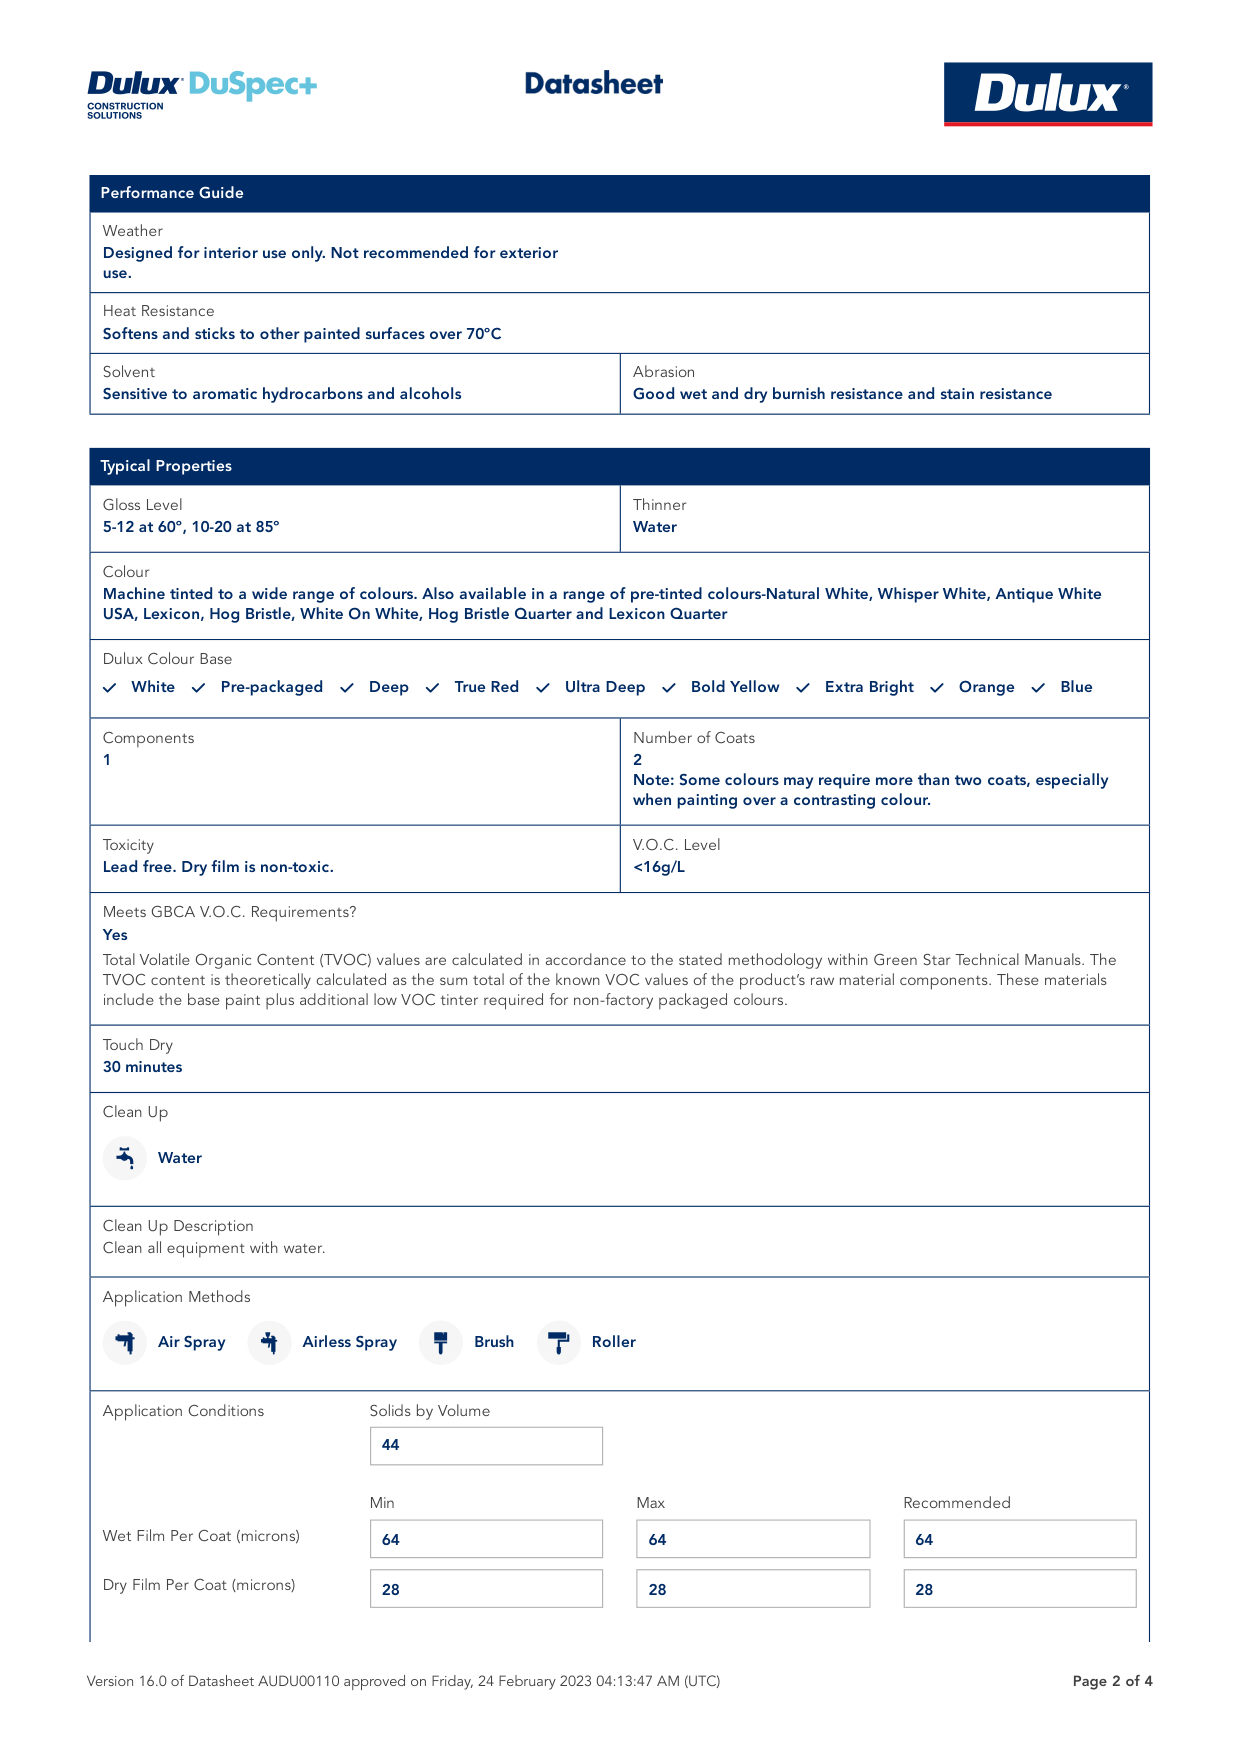 Dulux DuSpec+
CONSTRUCTION
SOLUTIONS
Datasheet
Dulux®
Performance Guide
Weather
Designed for interior use only. Not recommended for exterior
use.
Heat Resistance
Softens and sticks to other painted surfaces over 70ºC
Solvent
Sensitive to aromatic hydrocarbons and alcohols
Abrasion
Good wet and dry burnish resistance and stain resistance
Typical Properties
Gloss Level
5-12 at 60º, 10-20 at 85º
Thinner
Water
Colour
Machine tinted to a wide range of colours. Also available in a range of pre-tinted colours-Natural White, Whisper White, Antique White
USA, Lexicon, Hog Bristle, White On White, Hog Bristle Quarter and Lexicon Quarter
Dulux Colour Base
✓ White ✓ Pre-packaged ✓ Deep ✓ True Red ✓ Ultra Deep ✓ Bold Yellow ✓ Extra Bright ✓ Orange ✓ Blue
Components
1
Number of Coats
2
Note: Some colours may require more than two coats, especially
when painting over a contrasting colour.
Toxicity
Lead free. Dry film is non-toxic.
V.O.C. Level
<16g/L
Meets GBCA V.O.C. Requirements?
Yes
Total Volatile Organic Content (TVOC) values are calculated in accordance to the stated methodology within Green Star Technical Manuals. The
TVOC content is theoretically calculated as the sum total of the known VOC values of the product's raw material components. These materials
include the base paint plus additional low VOC tinter required for non-factory packaged colours.
Touch Dry
30 minutes
Clean Up
Water
Clean Up Description
Clean all equipment with water.
Application Methods
Air Spray Airless Spray Brush Roller
Application Conditions Solids by Volume
44
Min Max Recommended
Wet Film Per Coat (microns) 64 64 64
Dry Film Per Coat (microns) 28 28 28
Version 16.0 of Datasheet AUDU00110 approved on Friday, 24 February 2023 04:13:47 AM (UTC) Page 2 of 4